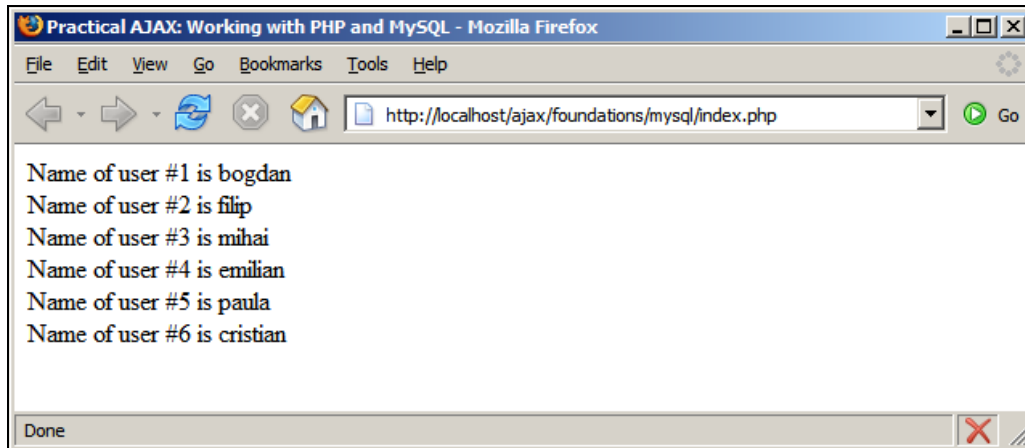 Practical AJAX: Working with PHP and MySQL - Mozilla Firefox
File Edit View Go Bookmarks Tools Help
http://localhost/ajax/foundations/mysql/index.php Go
Name of user #1 is bogdan
Name of user #2 is filip
Name of user #3 is mihai
Name of user #4 is emilian
Name of user #5 is paula
Name of user #6 is cristian
Done